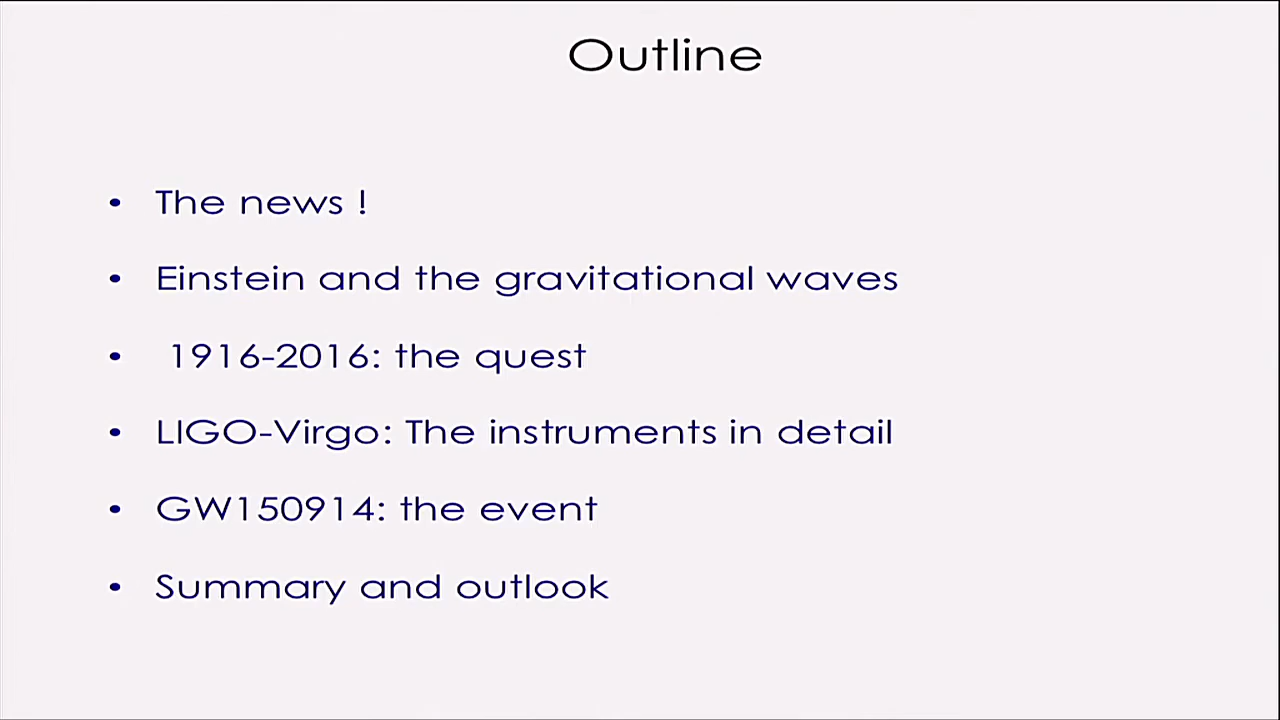 Outline
• The news !
• Einstein and the gravitational waves
• 1916-2016: the quest
• LIGO-Virgo: The instruments in detail
• GW150914: the event
• Summary and outlook